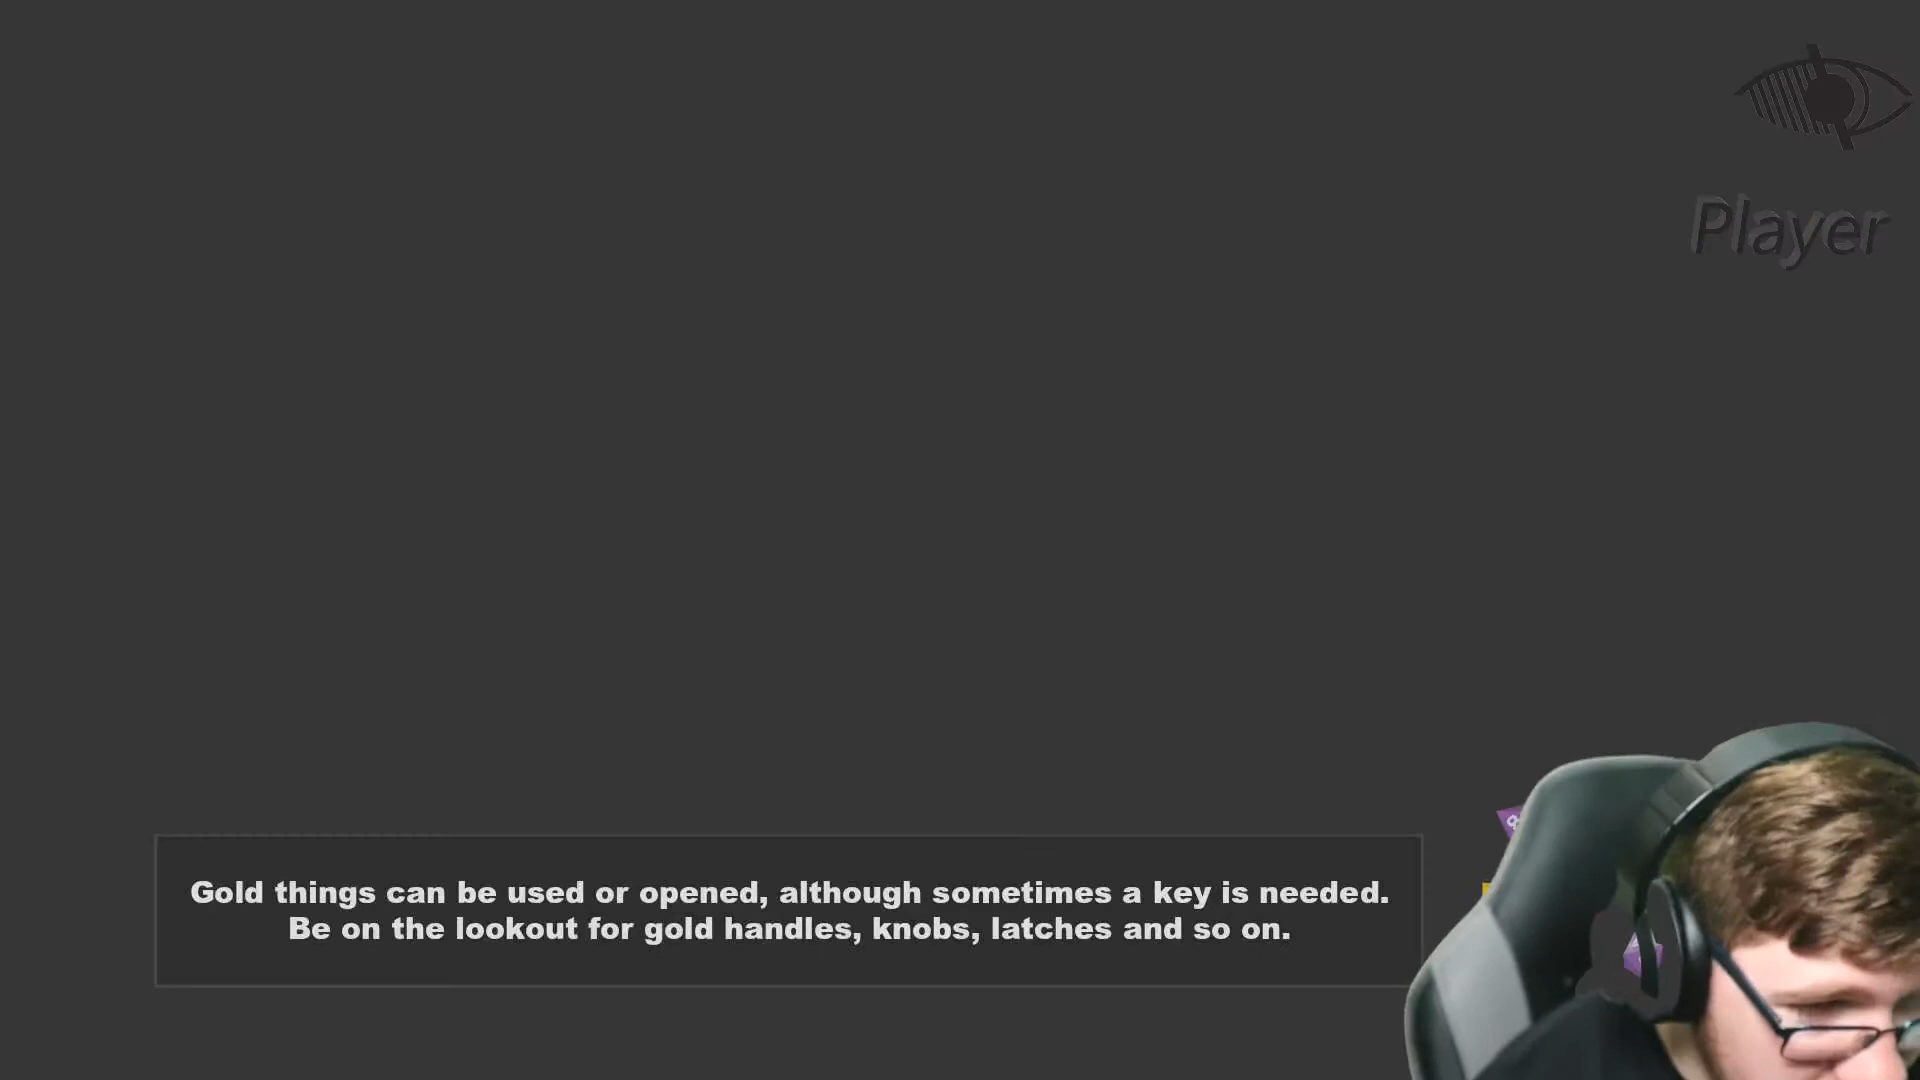 Player
Gold things can be used or opened, although sometimes a key is needed.
Be on the lookout for gold handles, knobs, latches and so on.